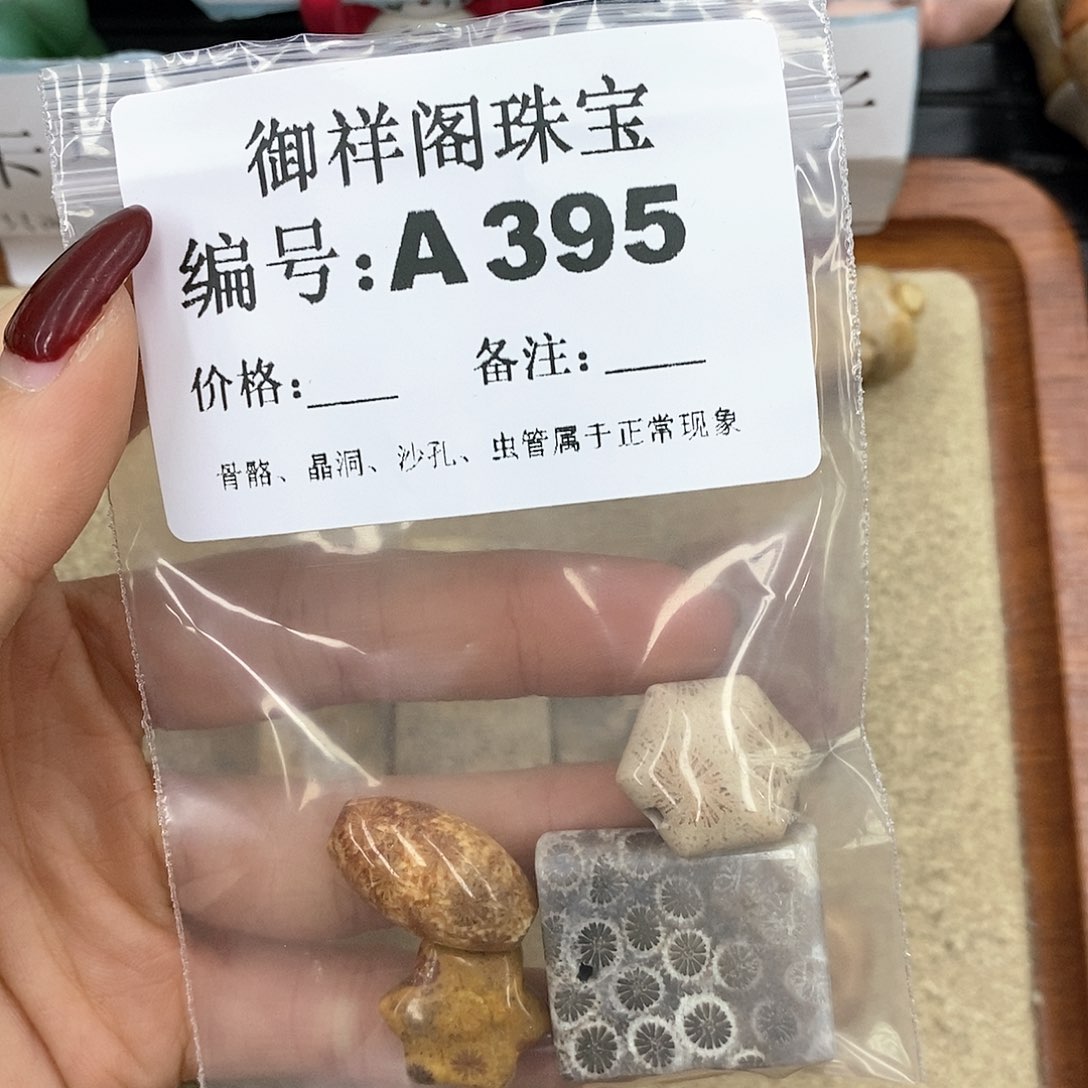 御祥阁珠宝
编号:A395
价格:____ 备注:_____
骨骼、晶洞、沙孔、虫管属于正常现象